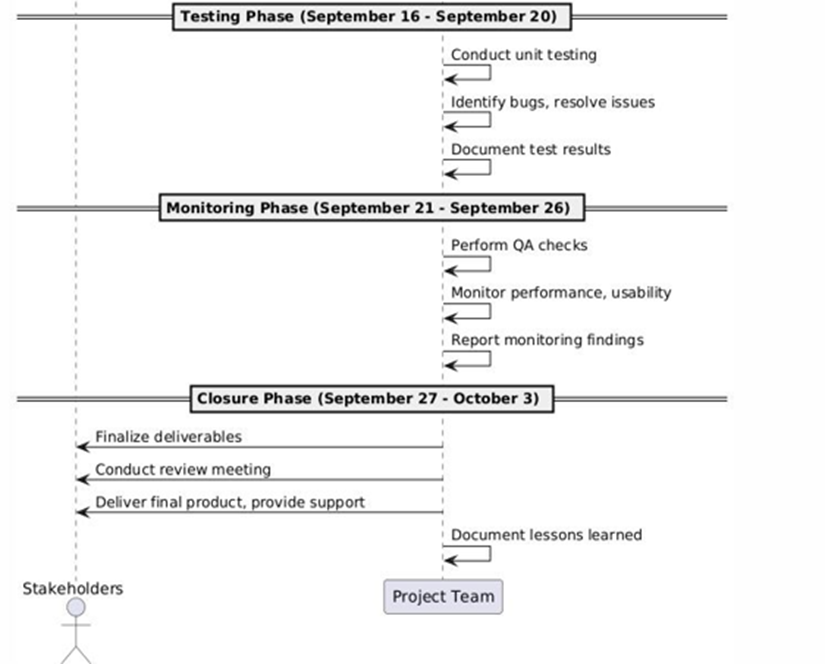 Testing Phase (September 16 - September 20)
Conduct unit testing
Identify bugs, resolve issues
Document test results
Monitoring Phase (September 21 - September 26)
Perform QA checks
Monitor performance, usability
Report monitoring findings
Closure Phase (September 27 - October 3)
Finalize deliverables
Conduct review meeting
Deliver final product, provide support
Document lessons learned
Stakeholders
Project Team